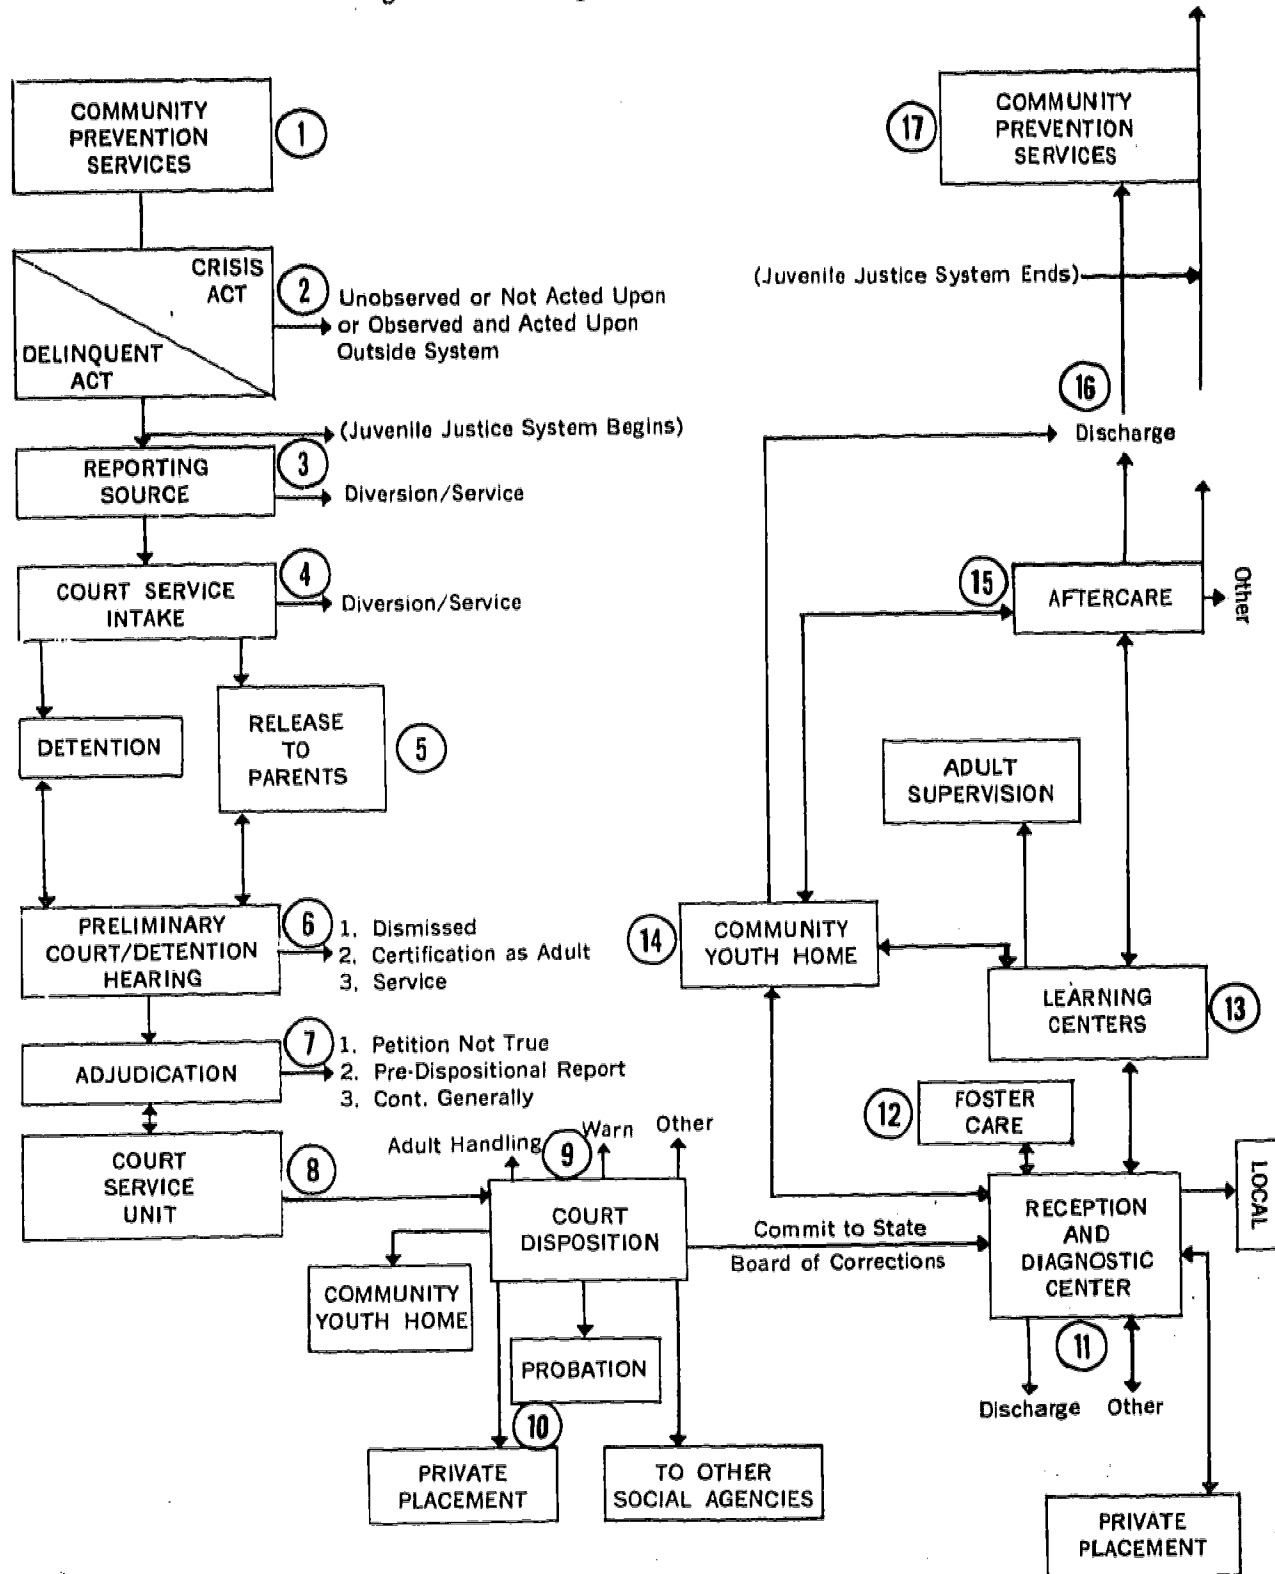 COMMUNITY
PREVENTION
SERVICES
1
CRISIS
ACT
DELINQUENT
ACT
2
Unobserved or Not Acted Upon
or Observed and Acted Upon
Outside System
(Juvenile Justice System Begins)
REPORTING
SOURCE
3
Diversion/Service
COURT SERVICE
INTAKE
4
Diversion/Service
DETENTION
RELEASE
TO
PARENTS
5
PRELIMINARY
COURT/DETENTION
HEARING
6
1. Dismissed
2. Certification as Adult
3. Service
ADJUDICATION
7
1. Petition Not True
2. Pre-Dispositional Report
3. Cont. Generally
COURT
SERVICE
UNIT
8
Adult Handling
9
Warn
Other
COURT
DISPOSITION
COMMUNITY
YOUTH HOME
PROBATION
10
PRIVATE
PLACEMENT
TO OTHER
SOCIAL AGENCIES
Commit to State
Board of Corrections
17
COMMUNITY
PREVENTION
SERVICES
(Juvenile Justice System Ends)
16
Discharge
15
AFTERCARE
Other
ADULT
SUPERVISION
14
COMMUNITY
YOUTH HOME
LEARNING
CENTERS
13
12
FOSTER
CARE
RECEPTION
AND
DIAGNOSTIC
CENTER
LOCAL
11
Discharge
Other
PRIVATE
PLACEMENT